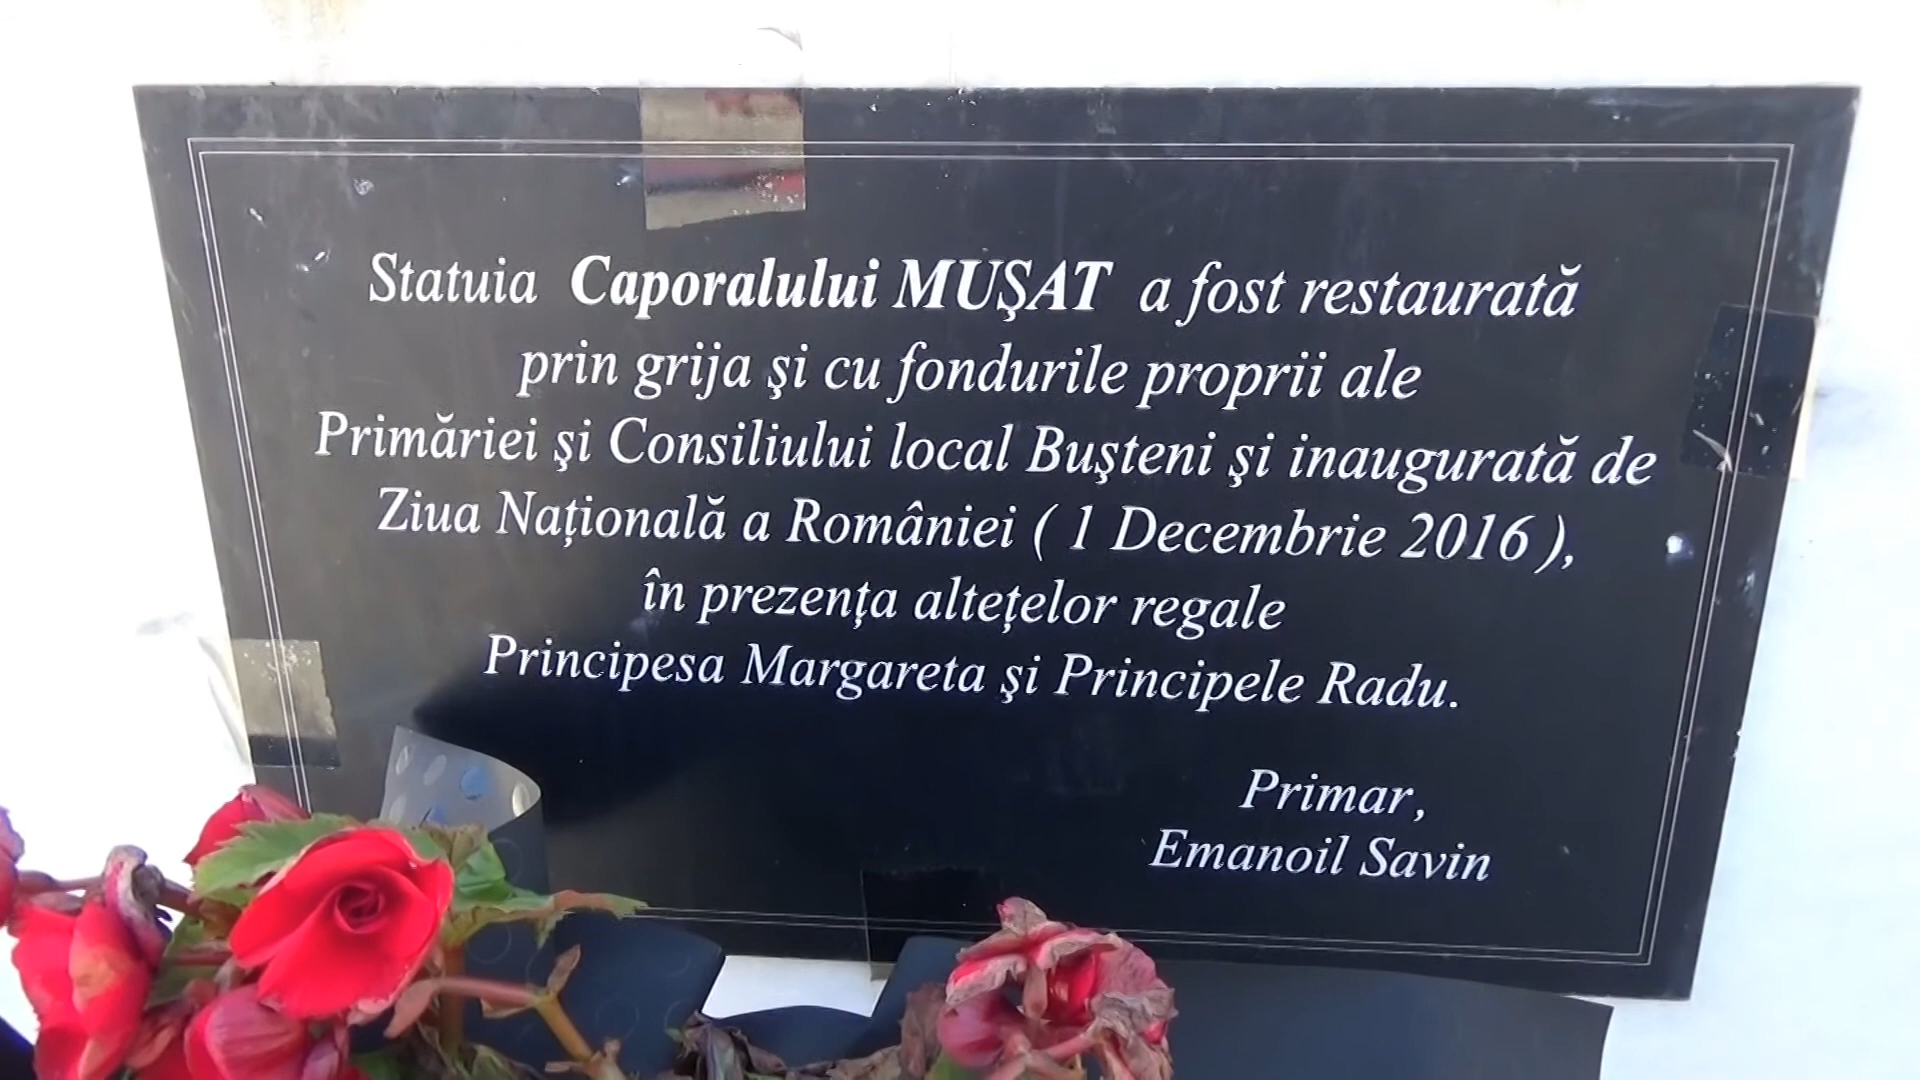 Statuia Caporalului MUŞAT a fost restaurată
prin grija şi cu fondurile proprii ale
Primăriei şi Consiliului local Buşteni şi inaugurată de
Ziua Naţională a României ( 1 Decembrie 2016 ),
în prezenţa alteţelor regale
Principesa Margareta şi Principele Radu.
Primar,
Emanoil Savin